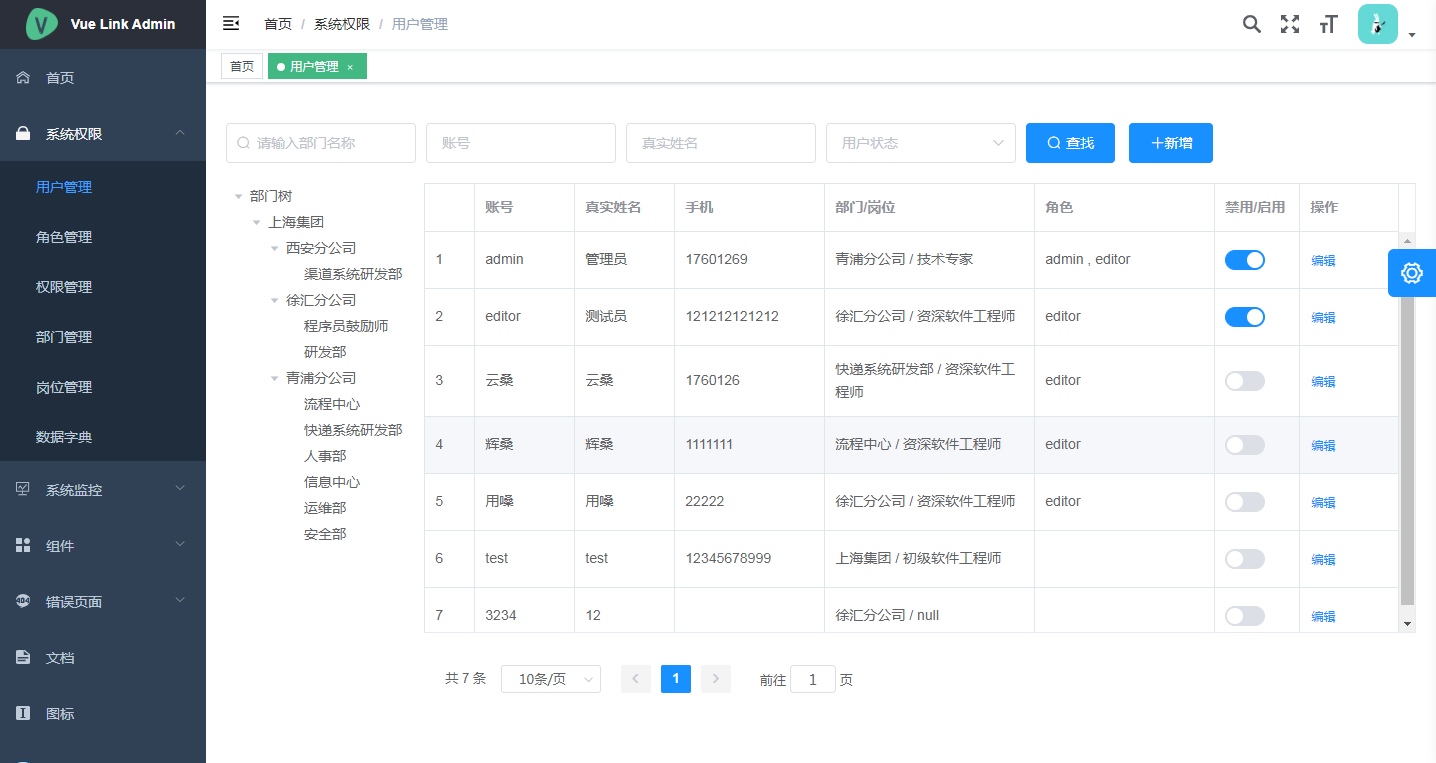 Vue Link Admin
首页 / 系统权限 / 用户管理
首页
用户管理 ×
首页
系统权限
用户管理
角色管理
权限管理
部门管理
岗位管理
数据字典
系统监控
组件
404 错误页面
文档
图标
请输入部门名称
账号
真实姓名
用户状态
查找
新增
部门树
上海集团
西安分公司
渠道系统研发部
徐汇分公司
程序员鼓励师
研发部
青浦分公司
流程中心
快递系统研发部
人事部
信息中心
运维部
安全部
账号 真实姓名 手机 部门/岗位 角色 禁用/启用 操作
1 admin 管理员 17601269 青浦分公司 / 技术专家 admin , editor 编辑
2 editor 测试员 121212121212 徐汇分公司 / 资深软件工程师 editor 编辑
3 云桑 云桑 1760126 快递系统研发部 / 资深软件工 editor 编辑
程师
4 辉桑 辉桑 1111111 流程中心 / 资深软件工程师 editor 编辑
5 用嗓 用嗓 22222 徐汇分公司 / 资深软件工程师 editor 编辑
6 test test 12345678999 上海集团 / 初级软件工程师 编辑
7 3234 12 徐汇分公司 / null 编辑
共 7 条 10条/页 1 前往 1 页